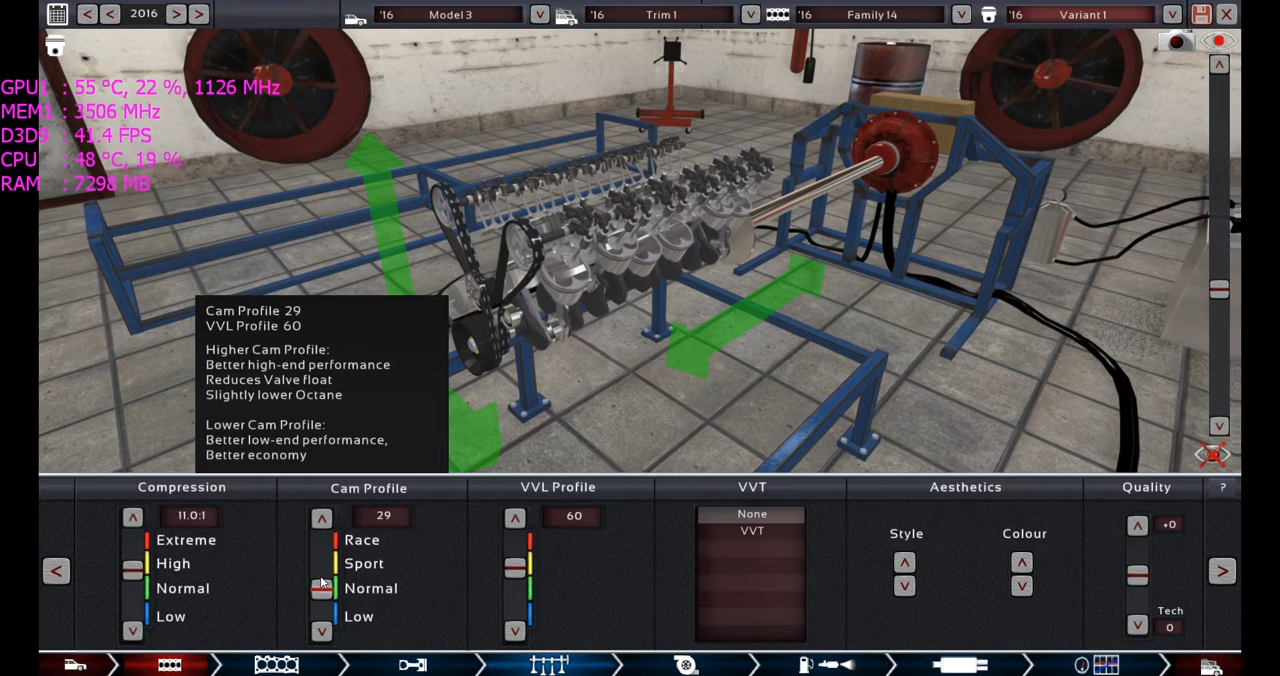 2016
'16 Model 3
'16 Trim 1
'16 Family 14
'16 Variant 1
GPU1 : 55 °C, 22 %, 1126 MHz
MEM1 : 3506 MHz
D3D9 : 41.4 FPS
CPU : 48 °C, 19 %
RAM : 7298 MB
Cam Profile 29
VVL Profile 60
Higher Cam Profile:
Better high-end performance
Reduces Valve float
Slightly lower Octane
Lower Cam Profile:
Better low-end performance,
Better economy
Compression
11.0:1
Extreme
High
Normal
Low
Cam Profile
29
Race
Sport
Normal
Low
VVL Profile
60
VVT
None
VVT
Aesthetics
Style
Colour
Quality
?
+0
Tech
0